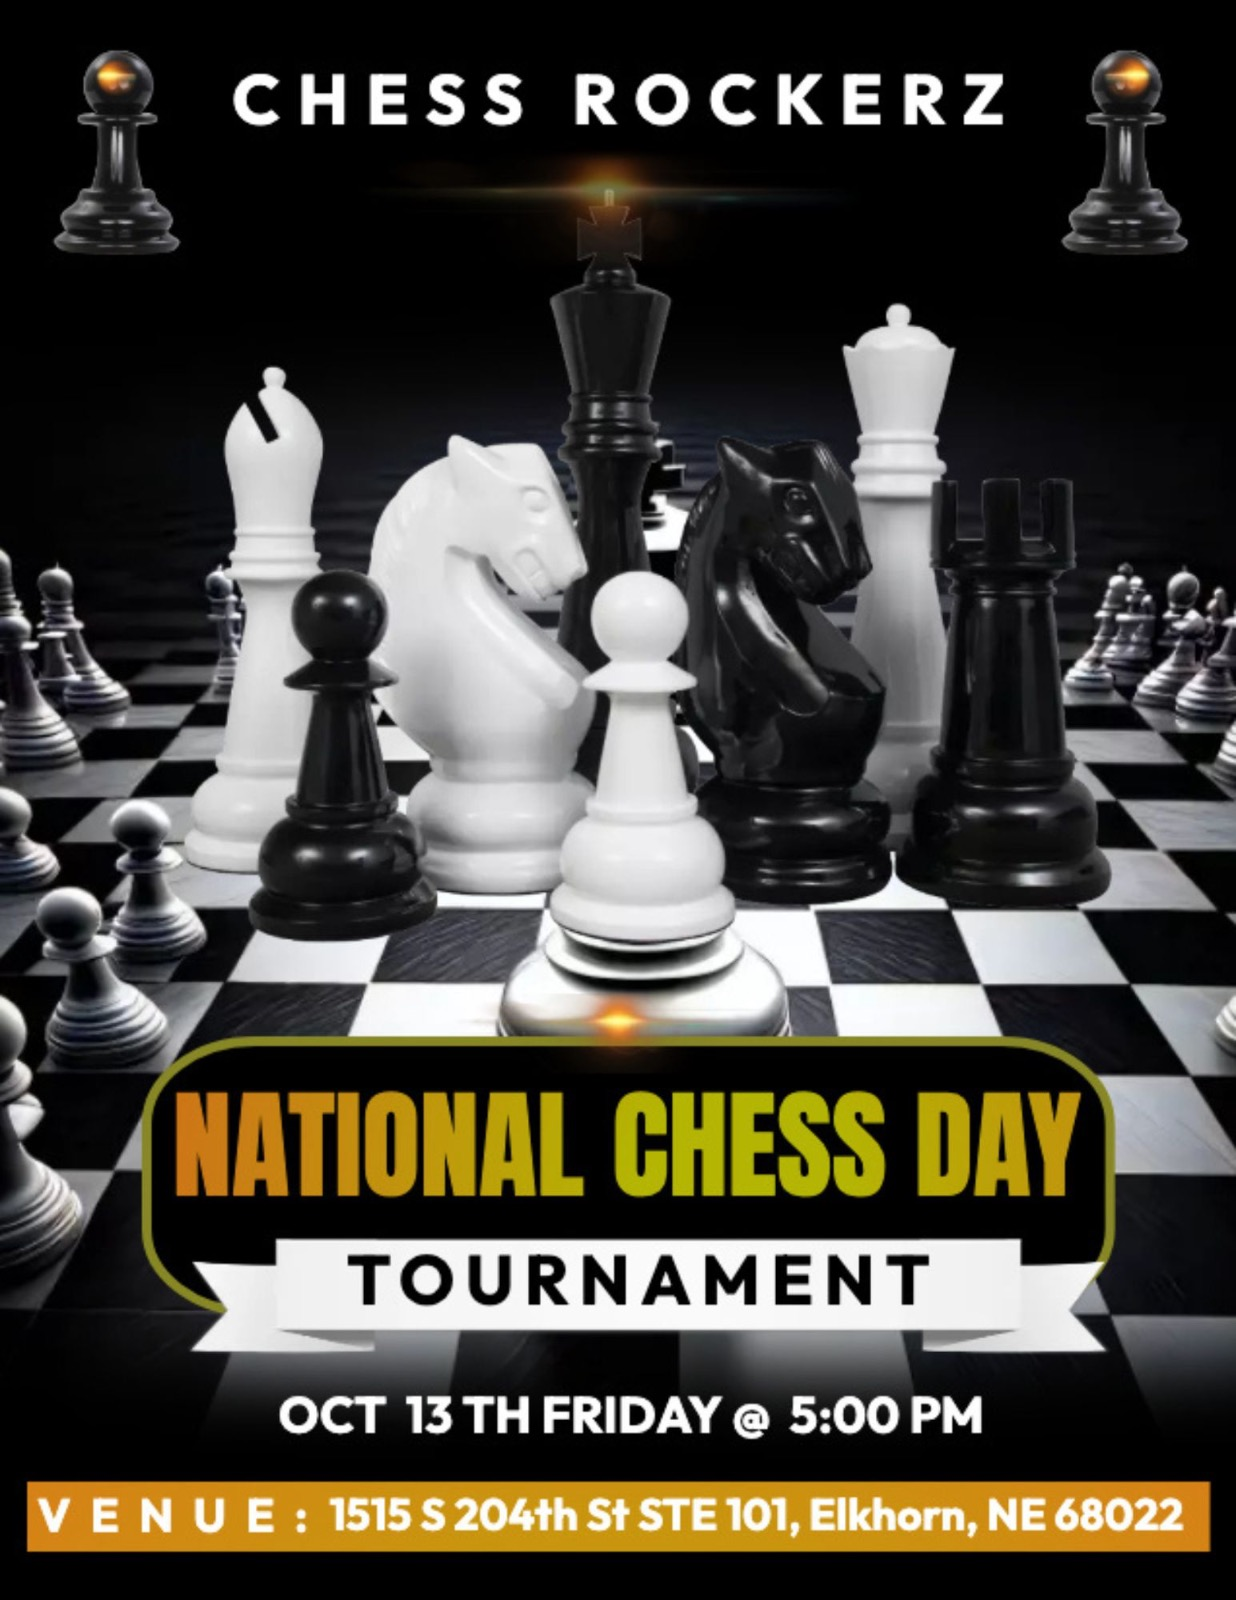 CHESS ROCKERZ
NATIONAL CHESS DAY
TOURNAMENT
OCT 13 TH FRIDAY @ 5:00 PM
VENUE: 1515 S 204th St STE 101, Elkhorn, NE 68022